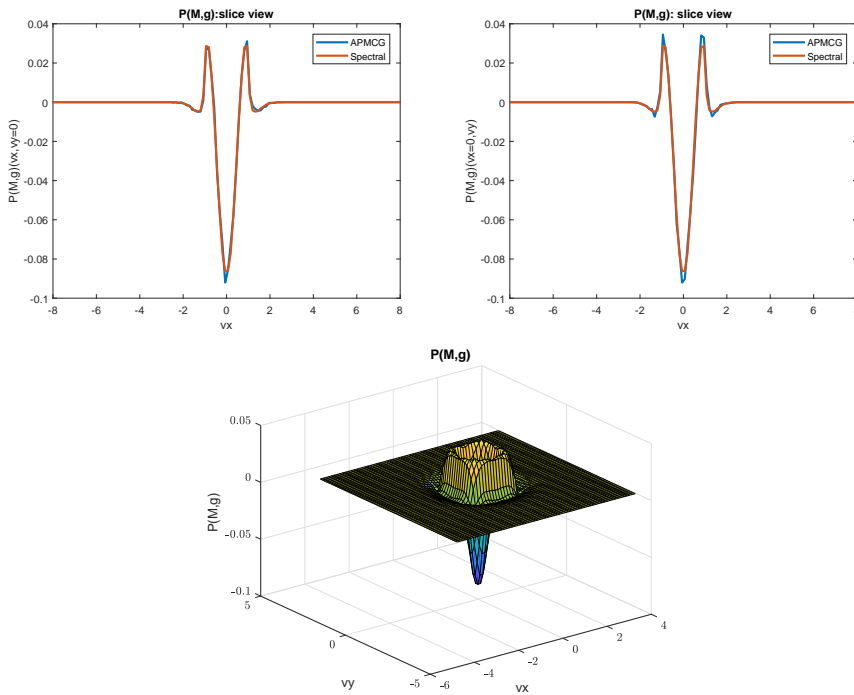 P(M,g):slice view
0.04
0.02
0
-0.02
-0.04
-0.06
-0.08
-0.1
P(M,g)(vx,vy=0)
-8 -6 -4 -2 0 2 4 6 8
vx
APMCG
Spectral
P(M,g): slice view
0.04
0.02
0
-0.02
-0.04
-0.06
-0.08
-0.1
P(M,g)(vx=0,vy)
-8 -6 -4 -2 0 2 4 6
vx
APMCG
Spectral
P(M,g)
0.05
0
-0.05
-0.1
P(M,g)
5
0
-5
vy
-6
-4
-2
0
2
4
vx